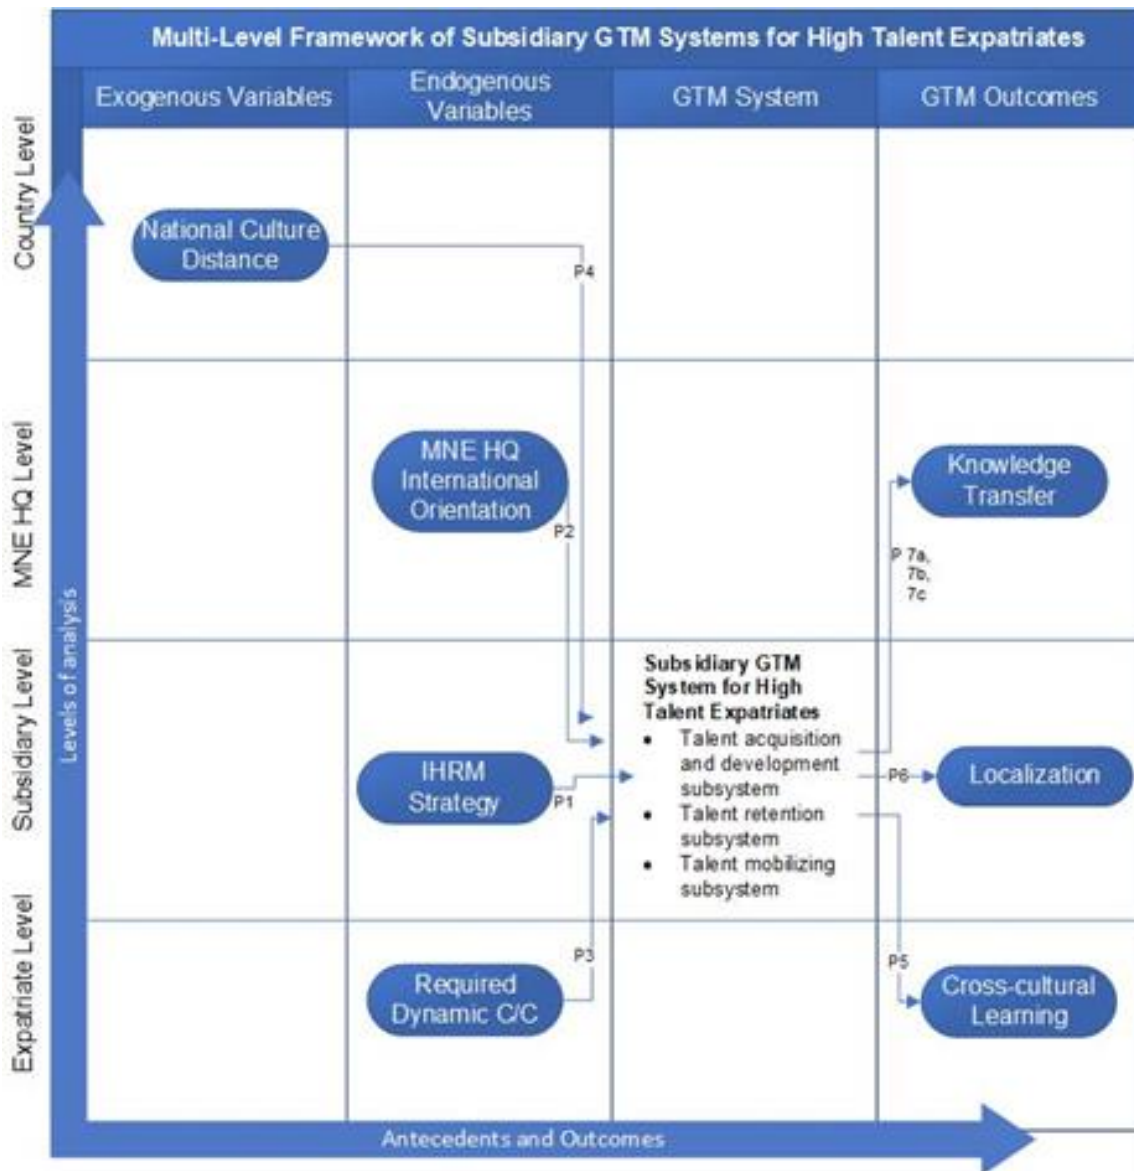 Multi-Level Framework of Subsidiary GTM Systems for High Talent Expatriates
Exogenous Variables
Endogenous
Variables
GTM System
GTM Outcomes
Country Level
National Culture
Distance
P4
MNE HQ Level
MNE HQ
International
Orientation
P2
Knowledge
Transfer
P 7a,
7b,
7c
Levels of analysis
Subsidiary Level
IHRM
Strategy
P1
Subsidiary GTM
System for High
Talent Expatriates
• Talent acquisition
and development
subsystem
• Talent retention
subsystem
• Talent mobilizing
subsystem
P6
Localization
Expatriate Level
Required
Dynamic C/C
P3
P5
Cross-cultural
Learning
Antecedents and Outcomes